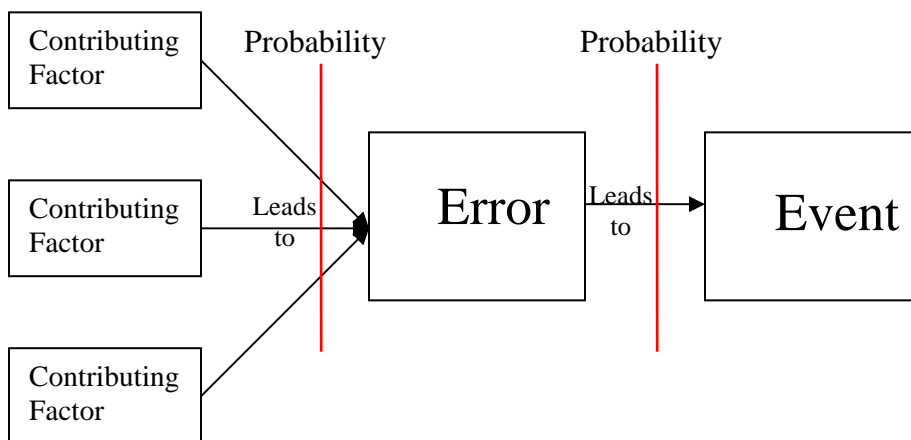 Contributing
Factor
Probability
Probability
Contributing
Factor
Leads
to
Error
Leads
to
Event
Contributing
Factor